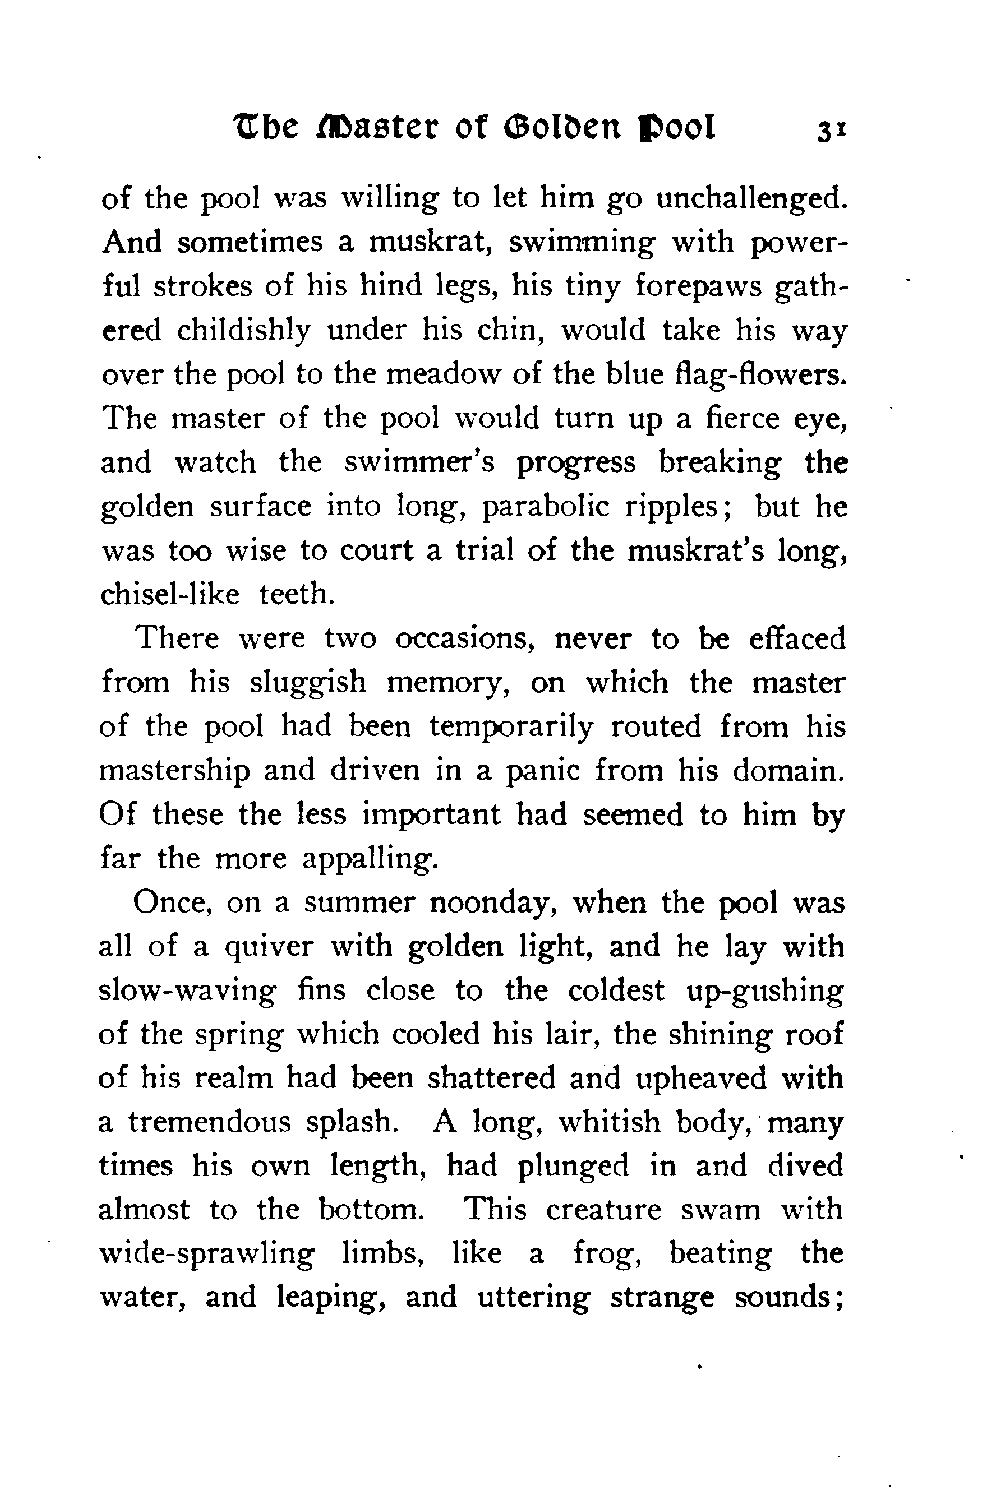 The Master of Golden Pool 31
of the pool was willing to let him go unchallenged.
And sometimes a muskrat, swimming with power-
ful strokes of his hind legs, his tiny forepaws gath-
ered childishly under his chin, would take his way
over the pool to the meadow of the blue flag-flowers.
The master of the pool would turn up a fierce eye,
and watch the swimmer's progress breaking the
golden surface into long, parabolic ripples; but he
was too wise to court a trial of the muskrat's long,
chisel-like teeth.
There were two occasions, never to be effaced
from his sluggish memory, on which the master
of the pool had been temporarily routed from his
mastership and driven in a panic from his domain.
Of these the less important had seemed to him by
far the more appalling.
Once, on a summer noonday, when the pool was
all of a quiver with golden light, and he lay with
slow-waving fins close to the coldest up-gushing
of the spring which cooled his lair, the shining roof
of his realm had been shattered and upheaved with
a tremendous splash. A long, whitish body, many
times his own length, had plunged in and dived
almost to the bottom. This creature swam with
wide-sprawling limbs, like a frog, beating the
water, and leaping, and uttering strange sounds;